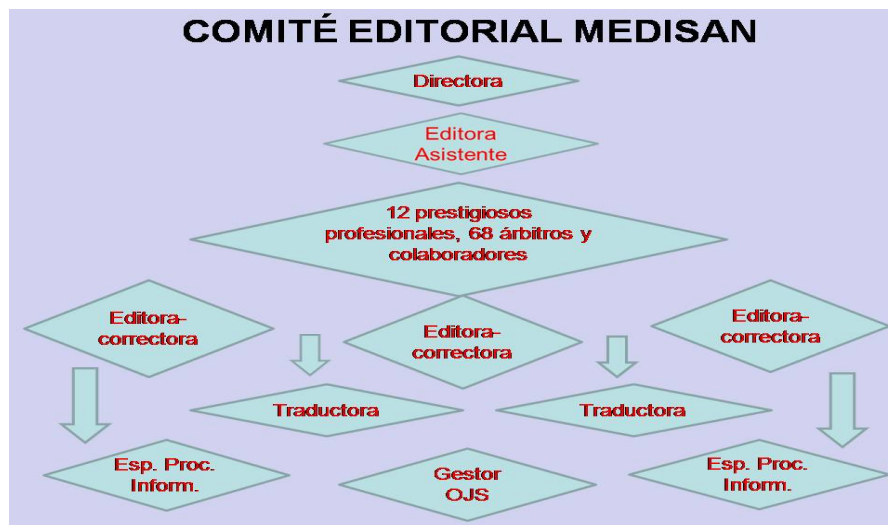 COMITÉ EDITORIAL MEDISAN
Directora
Editora
Asistente
12 prestigiosos
profesionales, 68 árbitros y
colaboradores
Editora-
correctora
Editora-
correctora
Editora-
correctora
Traductora
Traductora
Esp. Proc.
Inform.
Gestor
OJS
Esp. Proc.
Inform.